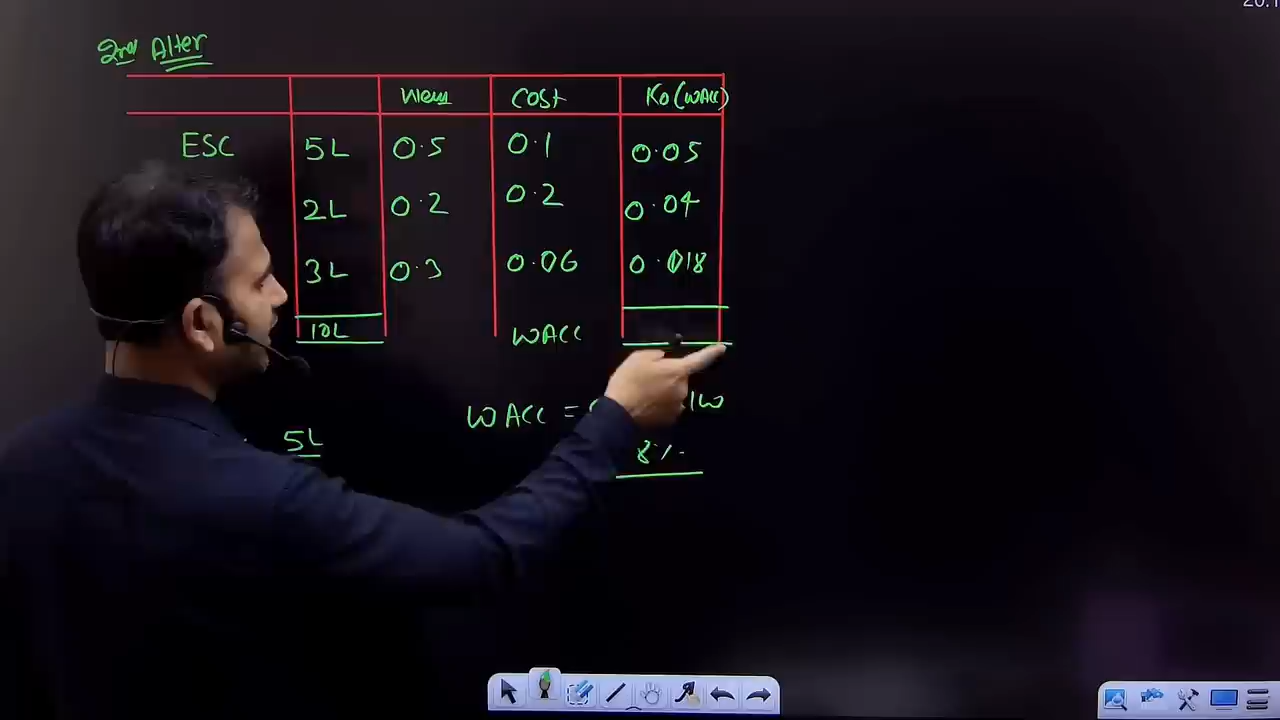 2nd Alter
Cost Ko (WACC)
ESC 5L 0.5 0.1 0.05
2L 0.2 0.2 0.04
3L 0.3 0.06 0.018
10L WACC
WACC =
5L
8%